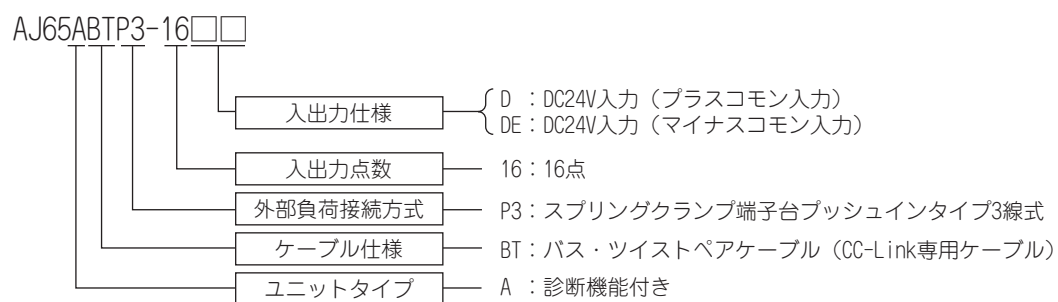 AJ65ABTP3-16□□
入出力仕様
D ：DC24V入力（プラスコモン入力）
DE：DC24V入力（マイナスコモン入力）
入出力点数
16：16点
外部負荷接続方式
P3：スプリングクランプ端子台プッシュインタイプ3線式
ケーブル仕様
BT：バス・ツイストペアケーブル（CC-Link専用ケーブル）
ユニットタイプ
A ：診断機能付き